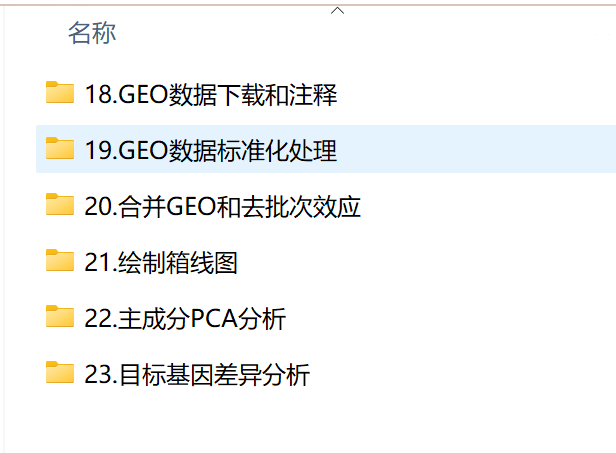 名称
18.GEO数据下载和注释
19.GEO数据标准化处理
20.合并GEO和去批次效应
21.绘制箱线图
22.主成分PCA分析
23.目标基因差异分析